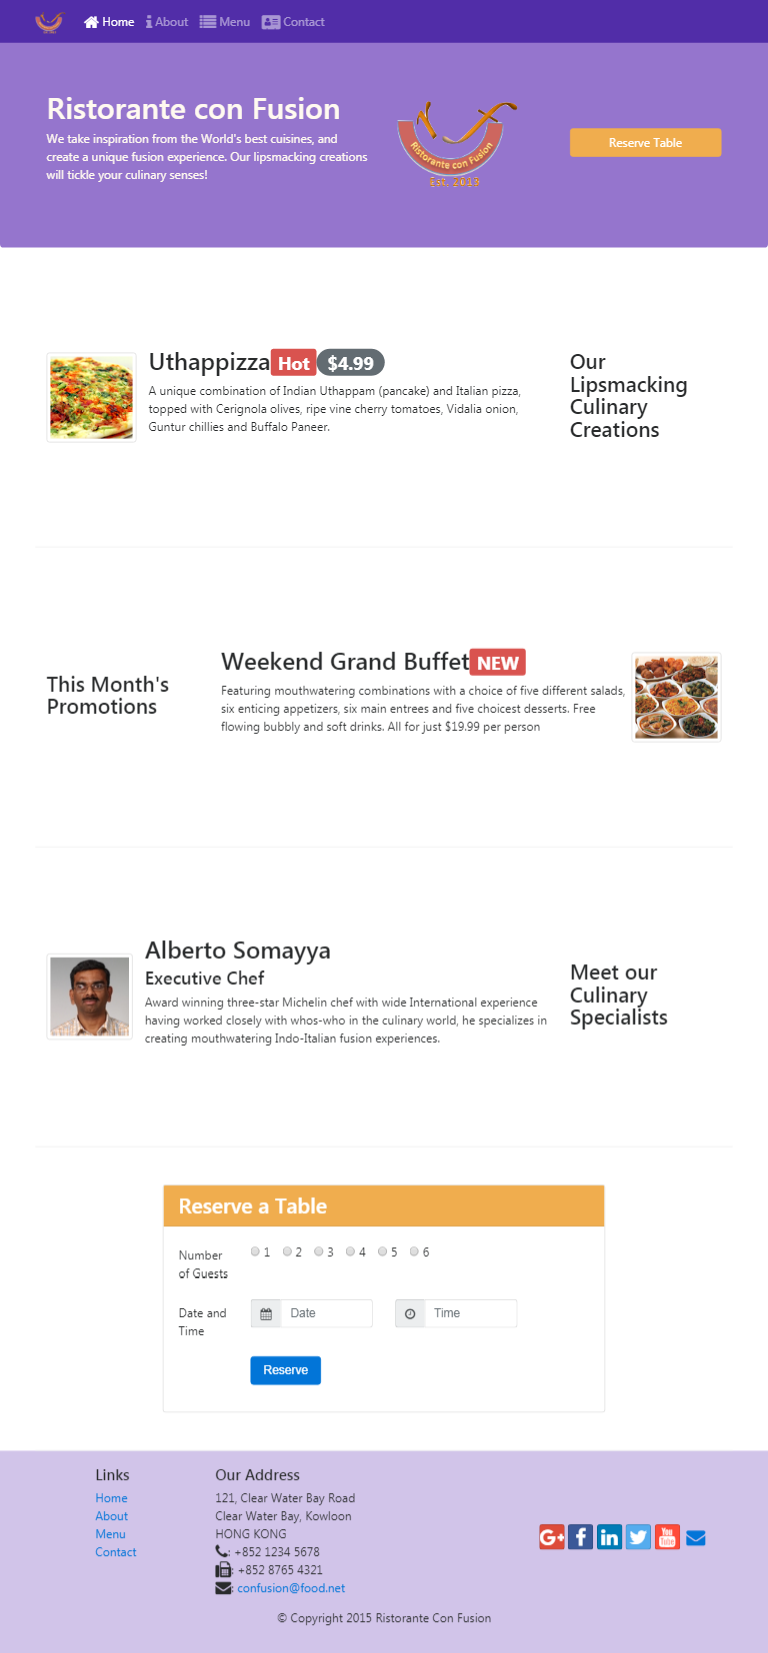 Home About Menu Contact
Ristorante con Fusion
We take inspiration from the World's best cuisines, and
create a unique fusion experience. Our lipsmacking creations
will tickle your culinary senses!
Ristorante con Fusion
Est. 2013
Reserve Table
Uthappizza Hot $4.99
A unique combination of Indian Uthappam (pancake) and Italian pizza,
topped with Cerignola olives, ripe vine cherry tomatoes, Vidalia onion,
Guntur chillies and Buffalo Paneer.
Our
Lipsmacking
Culinary
Creations
This Month's
Promotions
Weekend Grand Buffet NEW
Featuring mouthwatering combinations with a choice of five different salads,
six enticing appetizers, six main entrees and five choicest desserts. Free
flowing bubbly and soft drinks. All for just $19.99 per person
Alberto Somayya
Executive Chef
Award winning three-star Michelin chef with wide International experience
having worked closely with whos-who in the culinary world, he specializes in
creating mouthwatering Indo-Italian fusion experiences.
Meet our
Culinary
Specialists
Reserve a Table
Number
of Guests
1 2 3 4 5 6
Date and
Time
Date
Time
Reserve
Links
Home
About
Menu
Contact
Our Address
121, Clear Water Bay Road
Clear Water Bay, Kowloon
HONG KONG
: +852 1234 5678
: +852 8765 4321
: confusion@food.net
G+ f in You Tube
© Copyright 2015 Ristorante Con Fusion